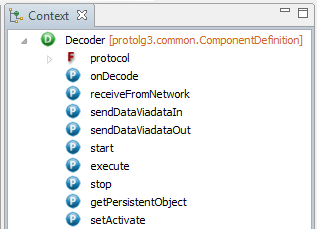 Context
D Decoder [protolg3.common.ComponentDefinition]
F protocol
P onDecode
P receiveFromNetwork
P sendDataViadataIn
P sendDataViadataOut
P start
P execute
P stop
P getPersistentObject
P setActivate